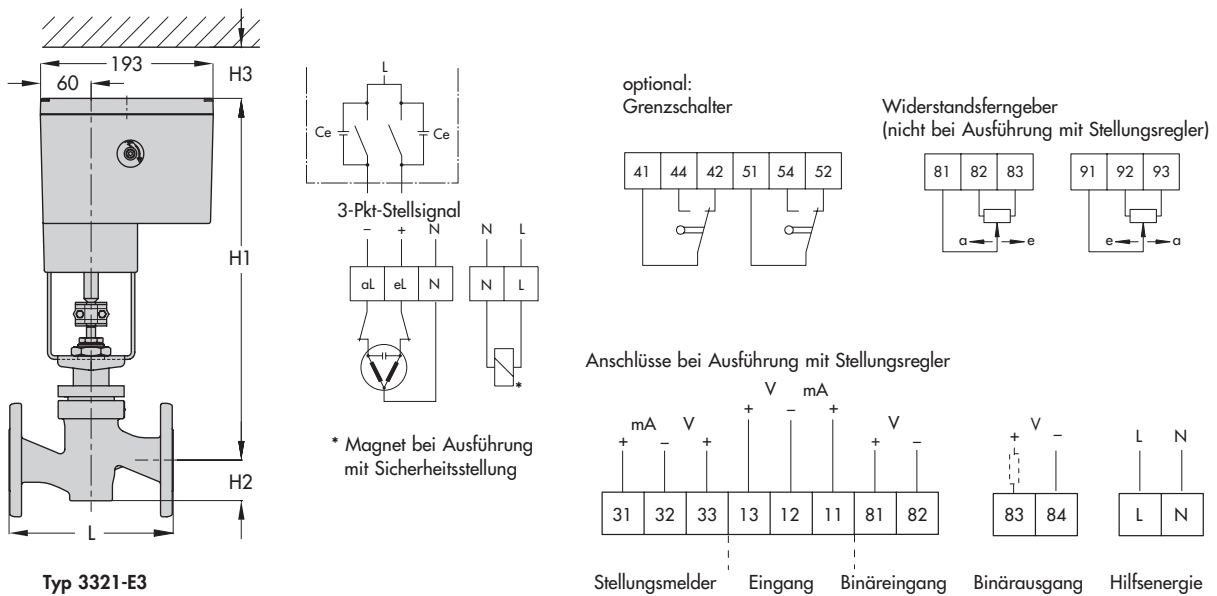 193
60
H3
H1
H2
L
Typ 3321-E3
L
Ce
Ce
3-Pkt-Stellsignal
– + N N L
aL eL N N L
*
* Magnet bei Ausführung
mit Sicherheitsstellung
optional:
Grenzschalter
41 44 42 51 54 52
Widerstandsferngeber
(nicht bei Ausführung mit Stellungsregler)
81 82 83 91 92 93
a e e a
Anschlüsse bei Ausführung mit Stellungsregler
V mA
+ – +
mA V V V
+ – + + – + – L N
31 32 33 13 12 11 81 82 83 84 L N
Stellungsmelder Eingang Binäreingang Binärausgang Hilfsenergie